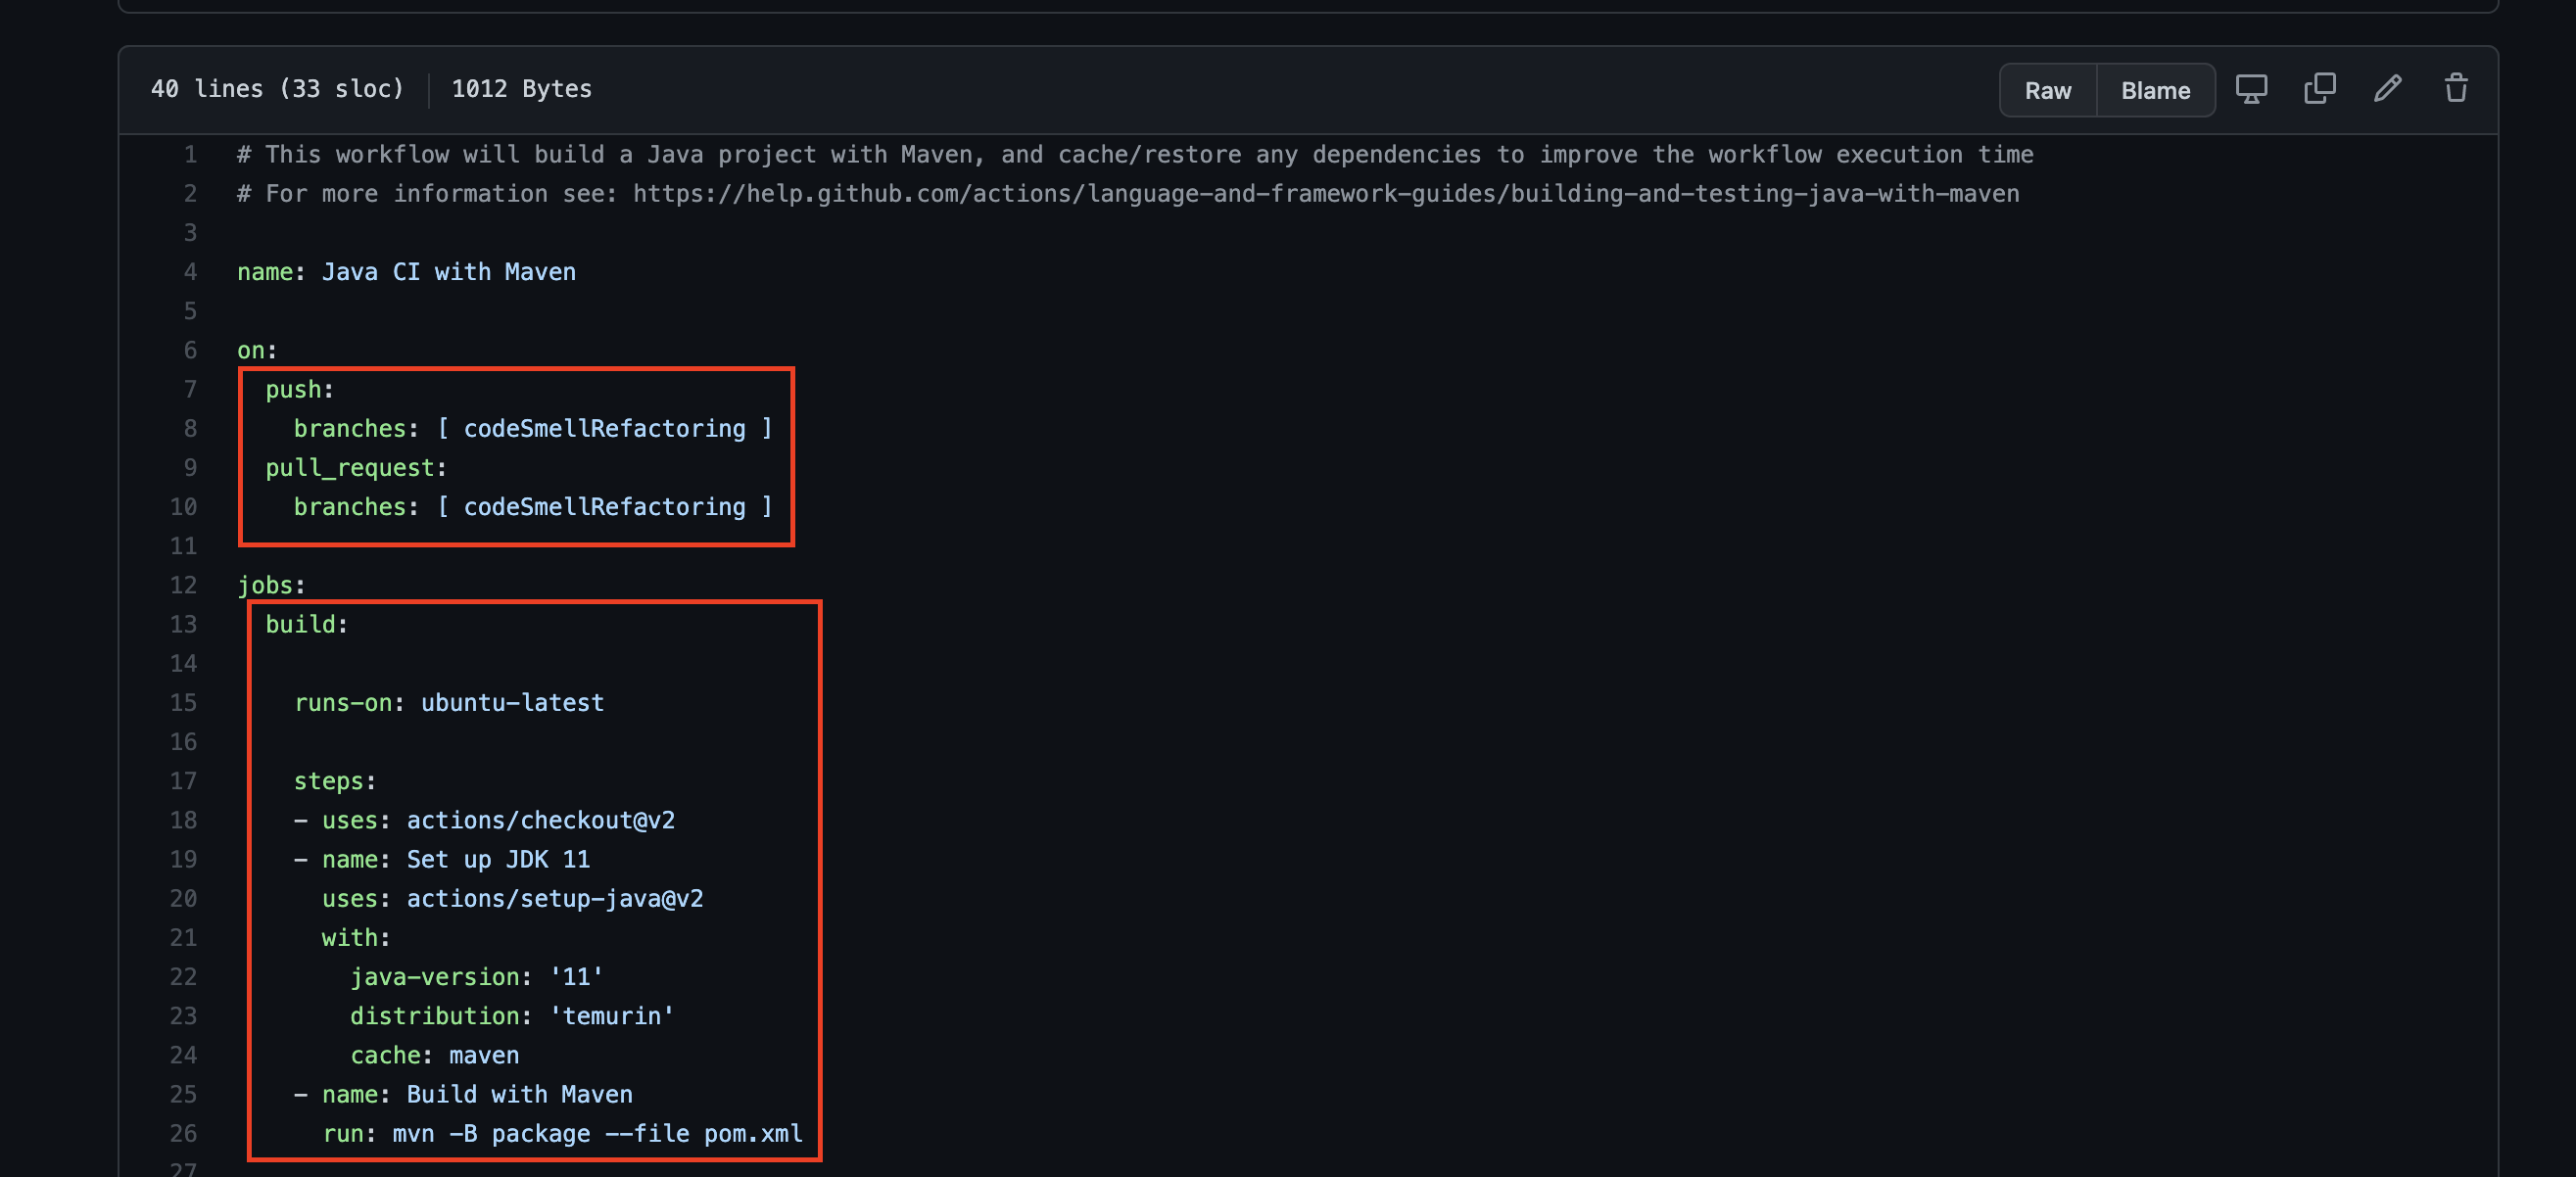 40 lines (33 sloc) 1012 Bytes Raw Blame
1 # This workflow will build a Java project with Maven, and cache/restore any dependencies to improve the workflow execution time
2 # For more information see: https://help.github.com/actions/language-and-framework-guides/building-and-testing-java-with-maven
3
4 name: Java CI with Maven
5
6 on:
7 push:
8 branches: [ codeSmellRefactoring ]
9 pull_request:
10 branches: [ codeSmellRefactoring ]
11
12 jobs:
13 build:
14
15 runs-on: ubuntu-latest
16
17 steps:
18 - uses: actions/checkout@v2
19 - name: Set up JDK 11
20 uses: actions/setup-java@v2
21 with:
22 java-version: '11'
23 distribution: 'temurin'
24 cache: maven
25 - name: Build with Maven
26 run: mvn -B package --file pom.xml
27